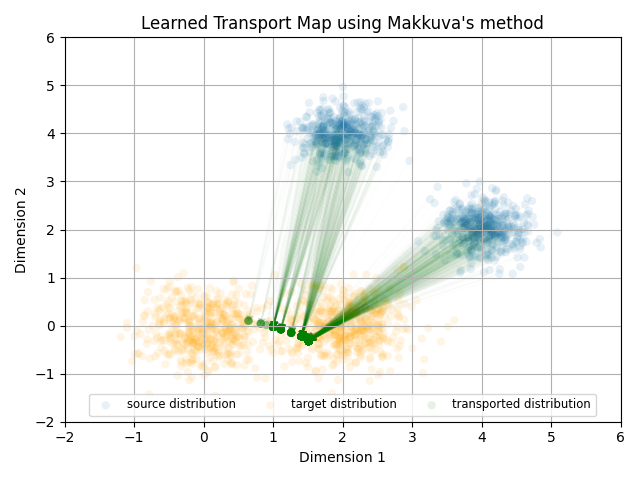 Learned Transport Map using Makkuva's method
6
5
4
3
2
1
0
−1
−2
Dimension 2
source distribution target distribution transported distribution
−2 −1 0 1 2 3 4 5 6
Dimension 1